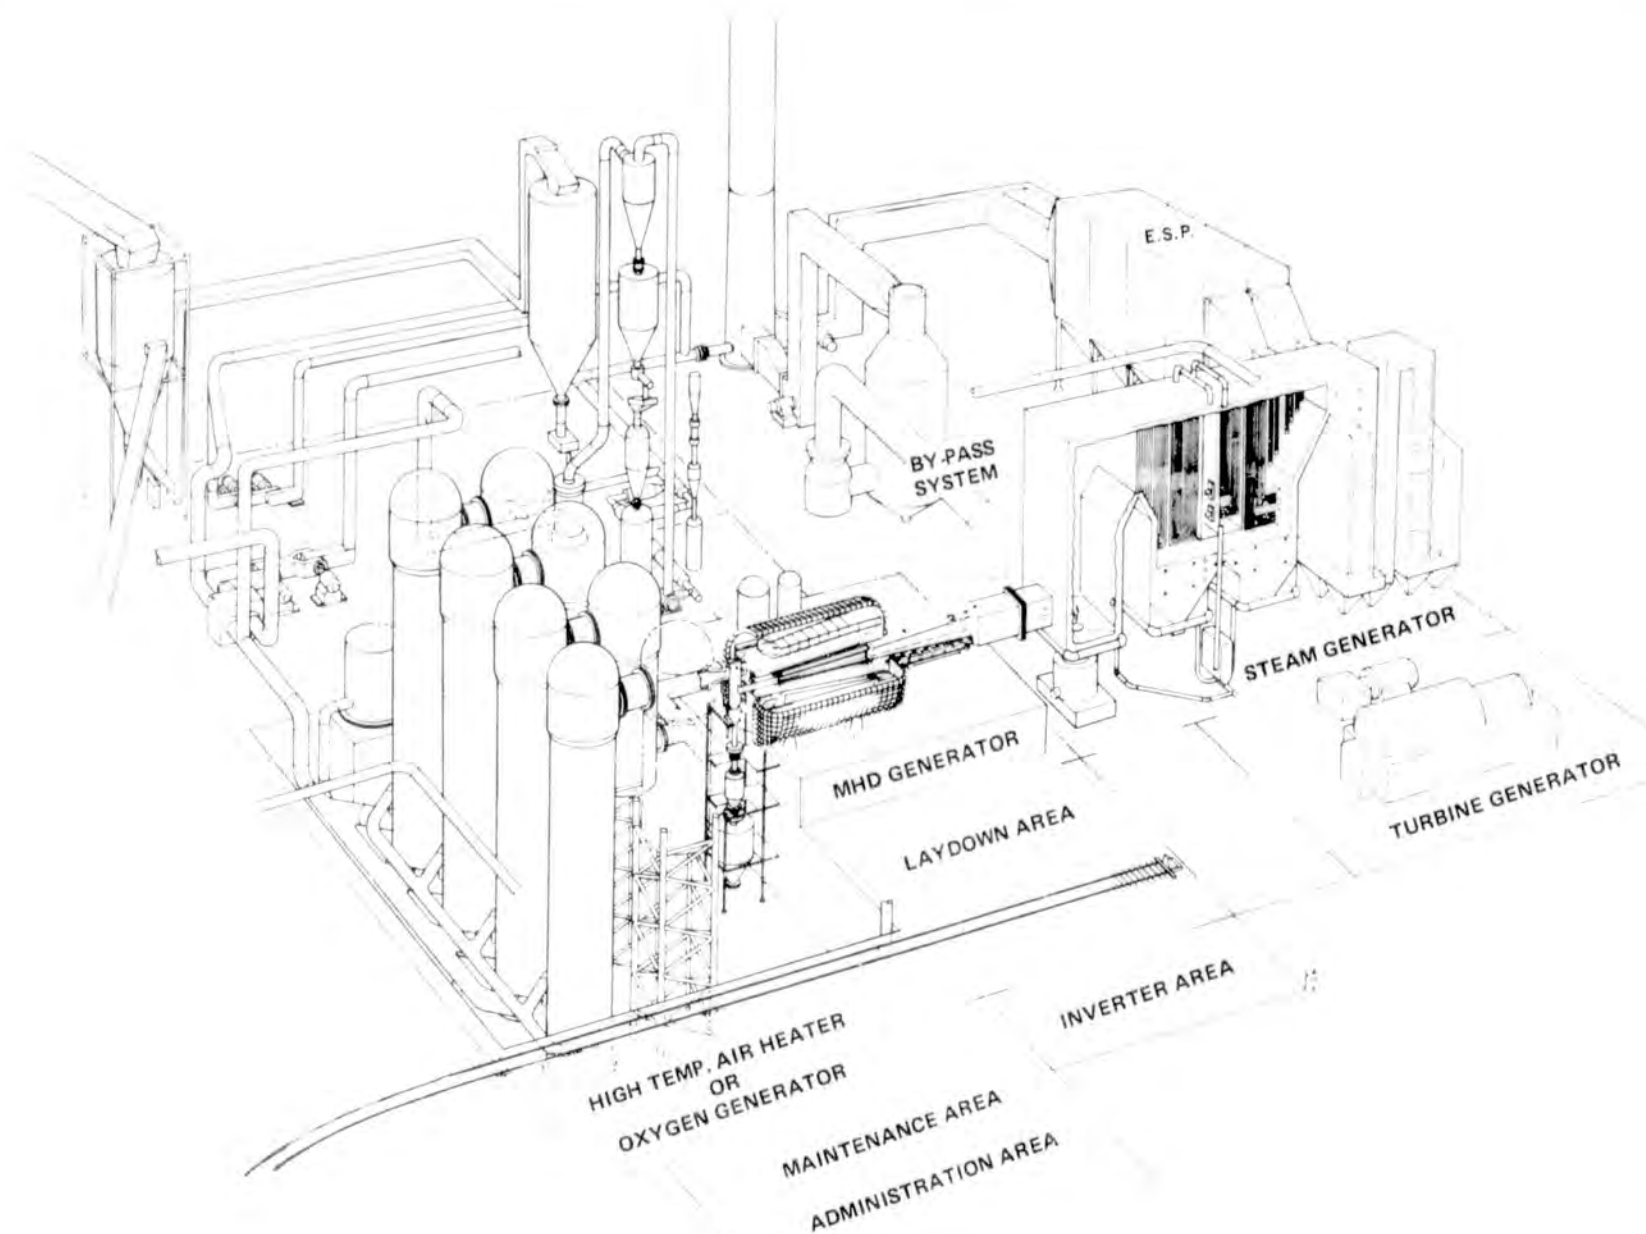 E.S.P.
BY-PASS
SYSTEM
STEAM GENERATOR
MHD GENERATOR
TURBINE GENERATOR
LAYDOWN AREA
INVERTER AREA
HIGH TEMP. AIR HEATER
OR
OXYGEN GENERATOR
MAINTENANCE AREA
ADMINISTRATION AREA